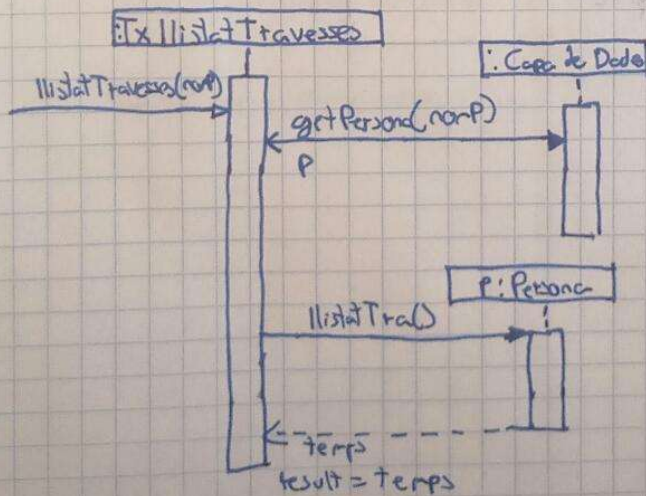 :Tx llistatTravesses
: Capa de Dades
llistatTravesses(nomP)
getPersona(nomP)
P
P: Persona
llistatTra()
temps
result = temps